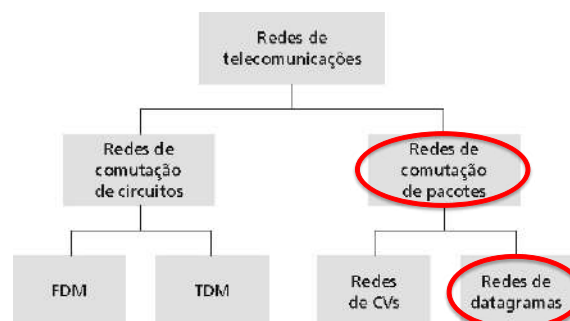 Redes de
telecomunicações
Redes de
comutação
de circuitos
Redes de
comutação
de pacotes
FDM
TDM
Redes
de CVs
Redes de
datagramas